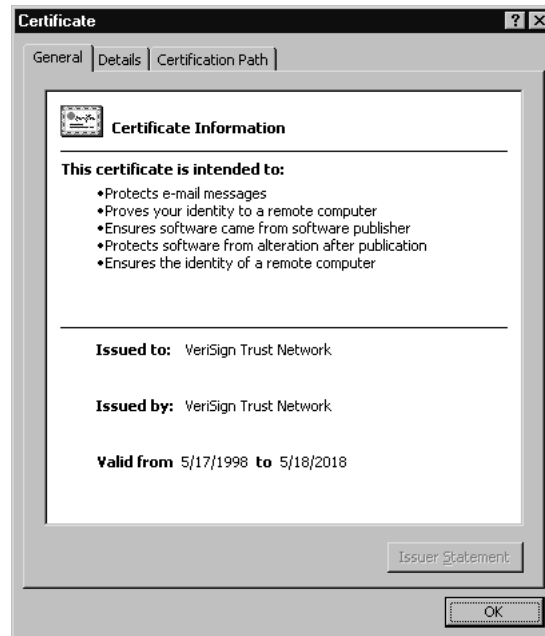 Certificate
General
Details
Certification Path
Certificate Information
This certificate is intended to:
•Protects e-mail messages
•Proves your identity to a remote computer
•Ensures software came from software publisher
•Protects software from alteration after publication
•Ensures the identity of a remote computer
Issued to: VeriSign Trust Network
Issued by: VeriSign Trust Network
Valid from 5/17/1998 to 5/18/2018
Issuer Statement
OK